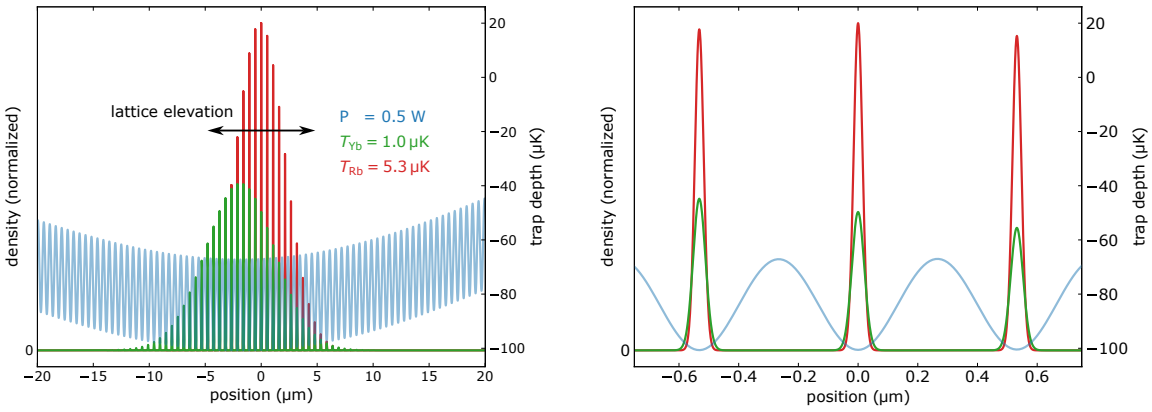 lattice elevation
P = 0.5 W
T_Yb = 1.0 µK
T_Rb = 5.3 µK
density (normalized)
0
trap depth (µK)
0
−20
−40
−60
−80
−100
−20 −15 −10 −5 0 5 10 15 20
position (µm)
density (normalized)
0
trap depth (µK)
0
−20
−40
−60
−80
−100
−0.6 −0.4 −0.2 0.0 0.2 0.4 0.6
position (µm)